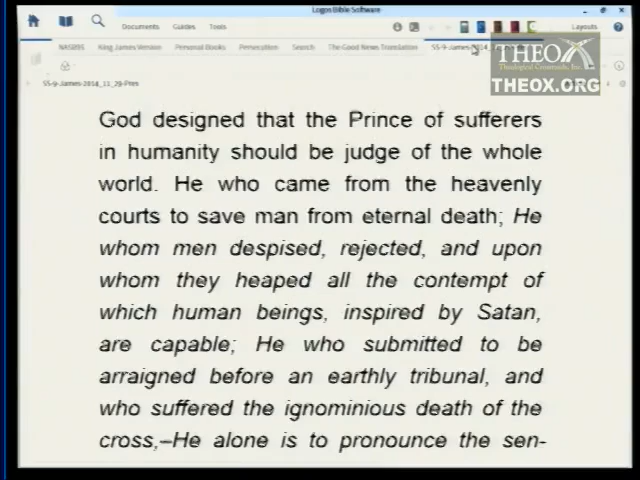 Logos Bible Software
Documents Guides Tools
Layouts
NASB95 King James Version Personal Books Persecution Search The Good News Translation
THEOX
THEOX.ORG
God designed that the Prince of sufferers
in humanity should be judge of the whole
world. He who came from the heavenly
courts to save man from eternal death; He
whom men despised, rejected, and upon
whom they heaped all the contempt of
which human beings, inspired by Satan,
are capable; He who submitted to be
arraigned before an earthly tribunal, and
who suffered the ignominious death of the
cross,–He alone is to pronounce the sen-